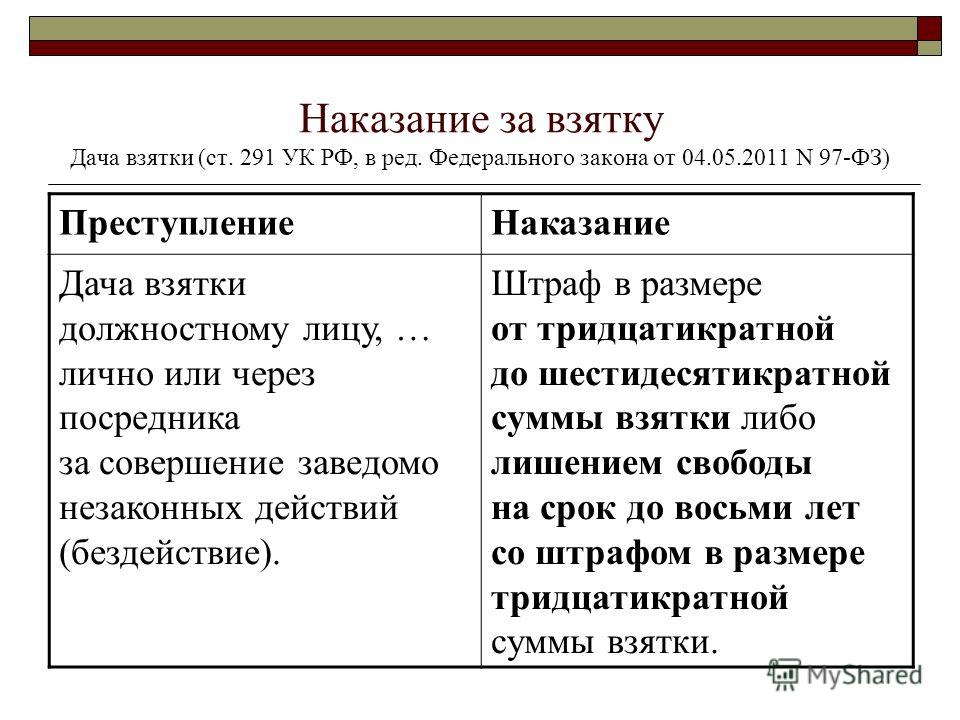 Наказание за взятку
Дача взятки (ст. 291 УК РФ, в ред. Федерального закона от 04.05.2011 N 97-ФЗ)
Преступление
Наказание
Дача взятки
должностному лицу, …
лично или через
посредника
за совершение заведомо
незаконных действий
(бездействие).
Штраф в размере
от тридцатикратной
до шестидесятикратной
суммы взятки либо
лишением свободы
на срок до восьми лет
со штрафом в размере
тридцатикратной
суммы взятки.
MyShared